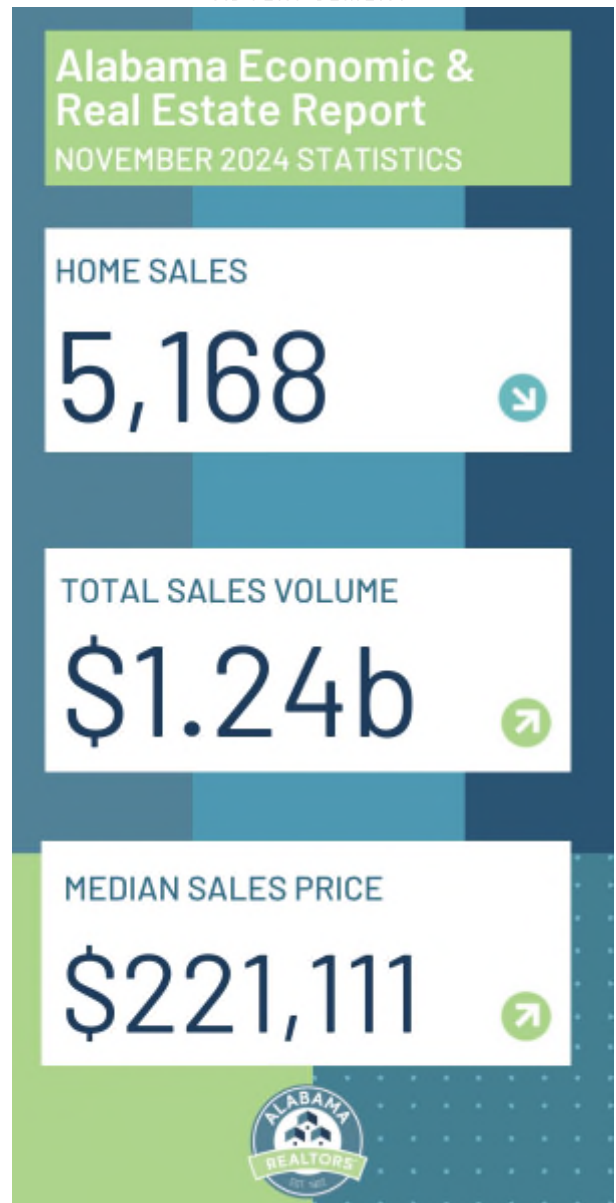 Alabama Economic &
Real Estate Report
NOVEMBER 2024 STATISTICS
HOME SALES
5,168
TOTAL SALES VOLUME
$1.24b
MEDIAN SALES PRICE
$221,111
ALABAMA
REALTORS